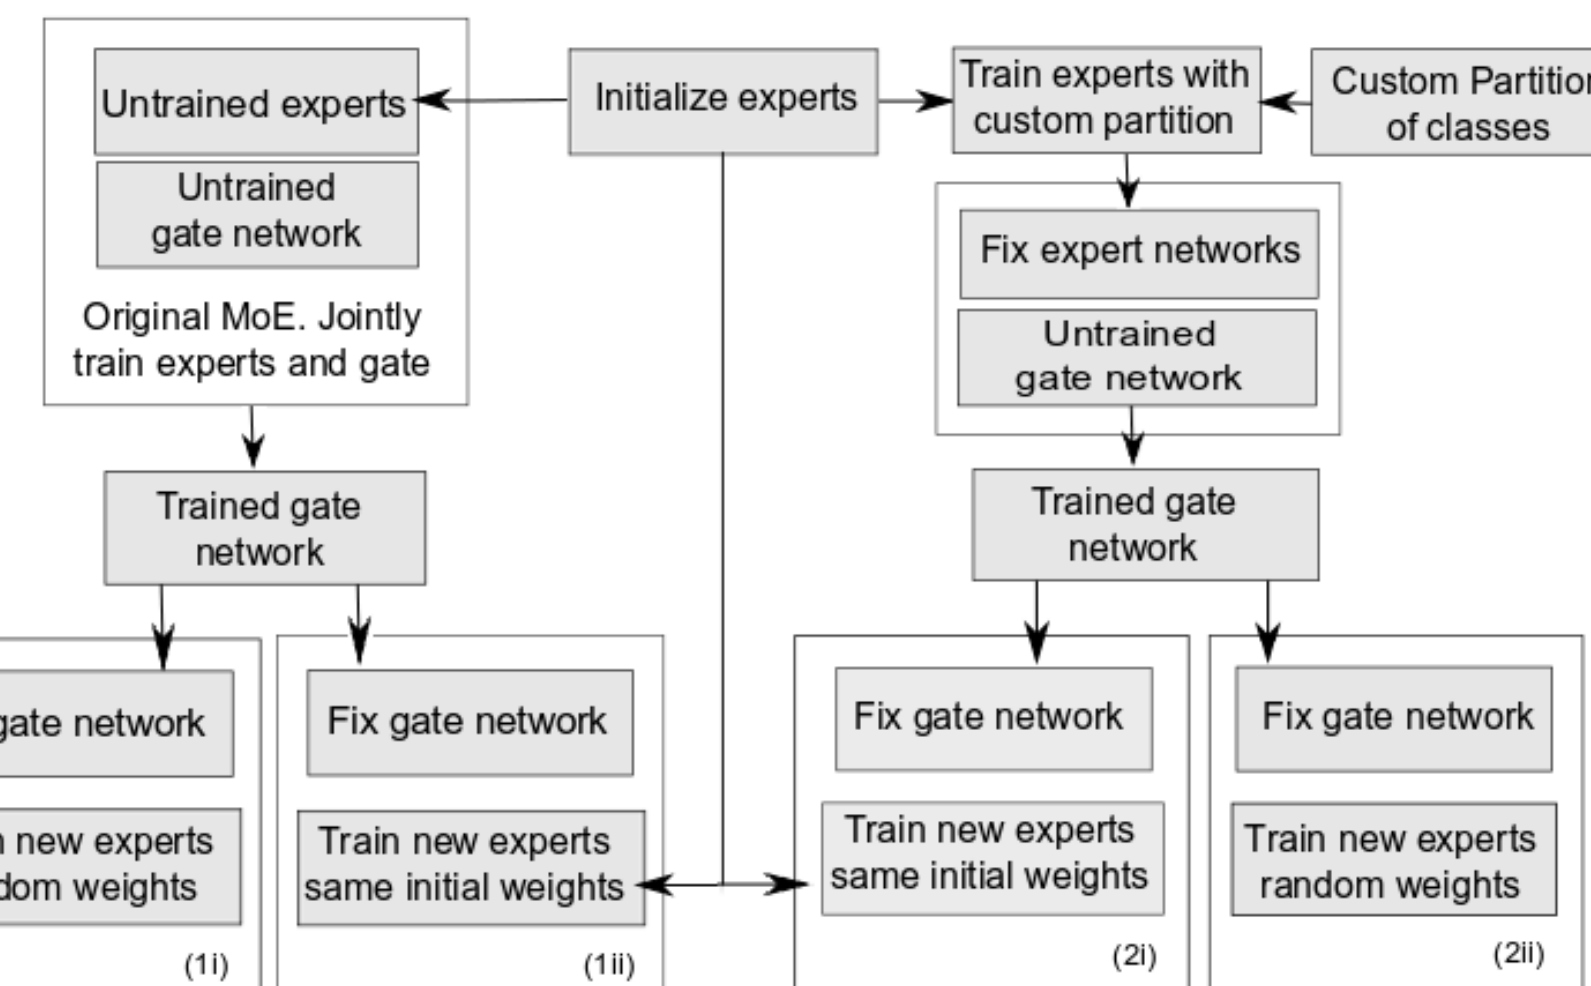 Untrained experts
Untrained
gate network
Original MoE. Jointly
train experts and gate
Initialize experts
Train experts with
custom partition
Custom Partition
of classes
Fix expert networks
Untrained
gate network
Trained gate
network
Trained gate
network
gate network
new experts
weights
(1i)
Fix gate network
Train new experts
same initial weights
(1ii)
Fix gate network
Train new experts
same initial weights
(2i)
Fix gate network
Train new experts
random weights
(2ii)